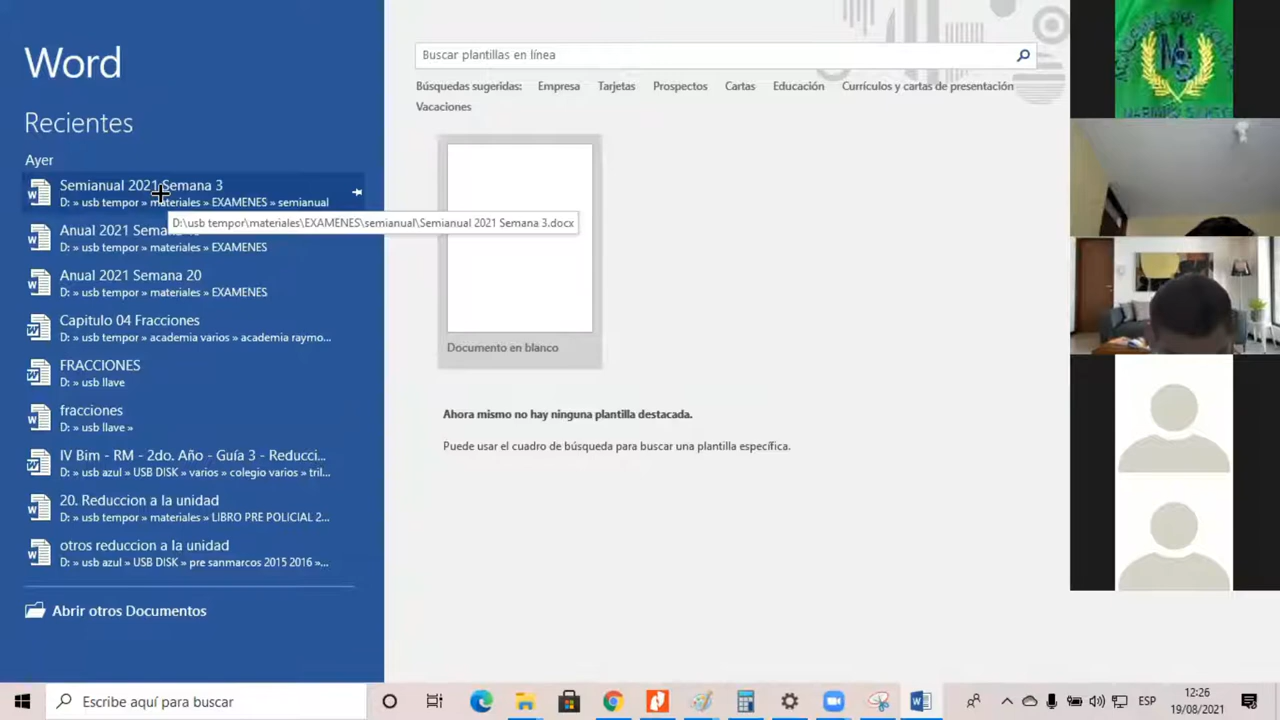 Word
Recientes
Ayer
Semianual 2021 Semana 3
D: » usb tempor » materiales » EXAMENES » semianual
D:\usb tempor\materiales\EXAMENES\semianual\Semianual 2021 Semana 3.docx
Anual 2021 Sema
D: » usb tempor » materiales » EXAMENES
Anual 2021 Semana 20
D: » usb tempor » materiales » EXAMENES
Capitulo 04 Fracciones
D: » usb tempor » academia varios » academia raymo...
FRACCIONES
D: » usb llave
fracciones
D: » usb llave »
IV Bim - RM - 2do. Año - Guía 3 - Reducci...
D: » usb azul » USB DISK » varios » colegio varios » tril...
20. Reduccion a la unidad
D: » usb tempor » materiales » LIBRO PRE POLICIAL 2...
otros reduccion a la unidad
D: » usb azul » USB DISK » pre sanmarcos 2015 2016 »...
Abrir otros Documentos
Buscar plantillas en línea
Búsquedas sugeridas: Empresa Tarjetas Prospectos Cartas Educación Currículos y cartas de presentación
Vacaciones
Documento en blanco
Ahora mismo no hay ninguna plantilla destacada.
Puede usar el cuadro de búsqueda para buscar una plantilla específica.
Escribe aquí para buscar
ESP
12:26
19/08/2021